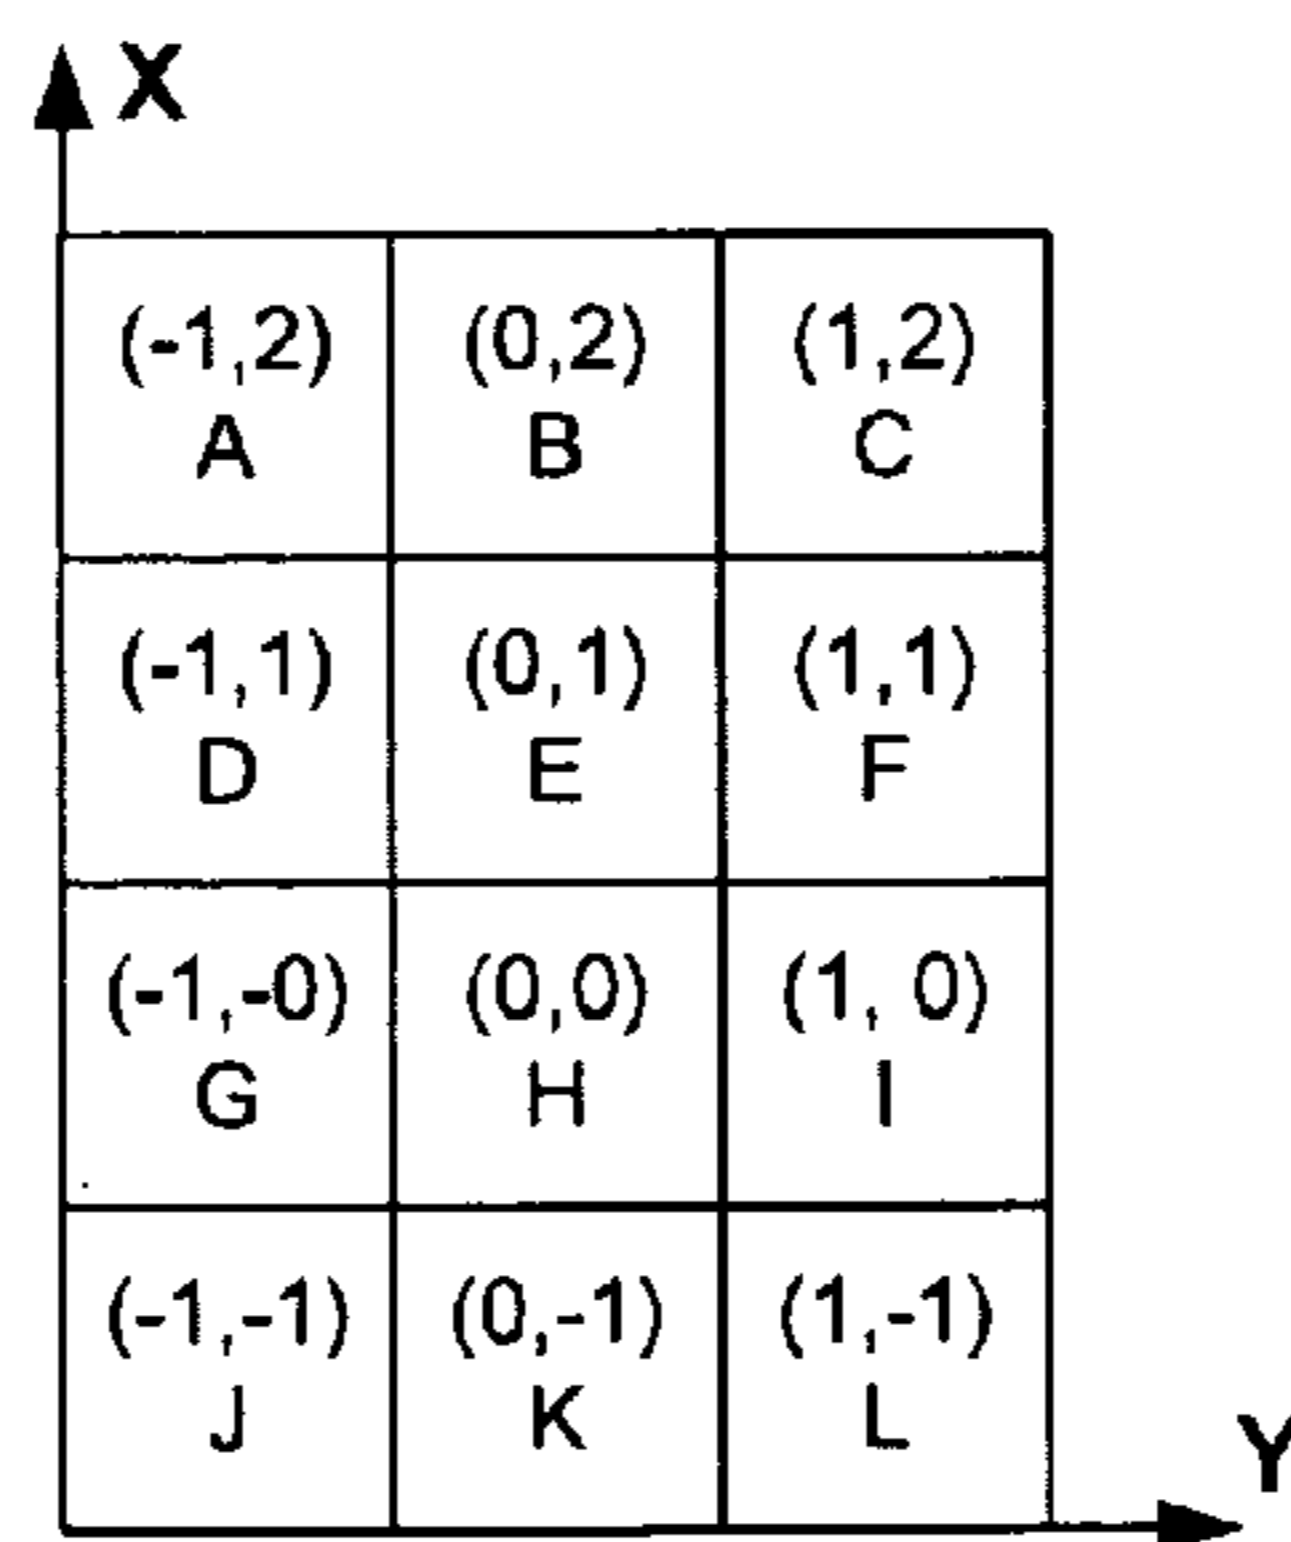 X
(-1,2) (0,2) (1,2)
A B C
(-1,1) (0,1) (1,1)
D E F
(-1,-0) (0,0) (1, 0)
G H I
(-1,-1) (0,-1) (1,-1)
J K L
Y